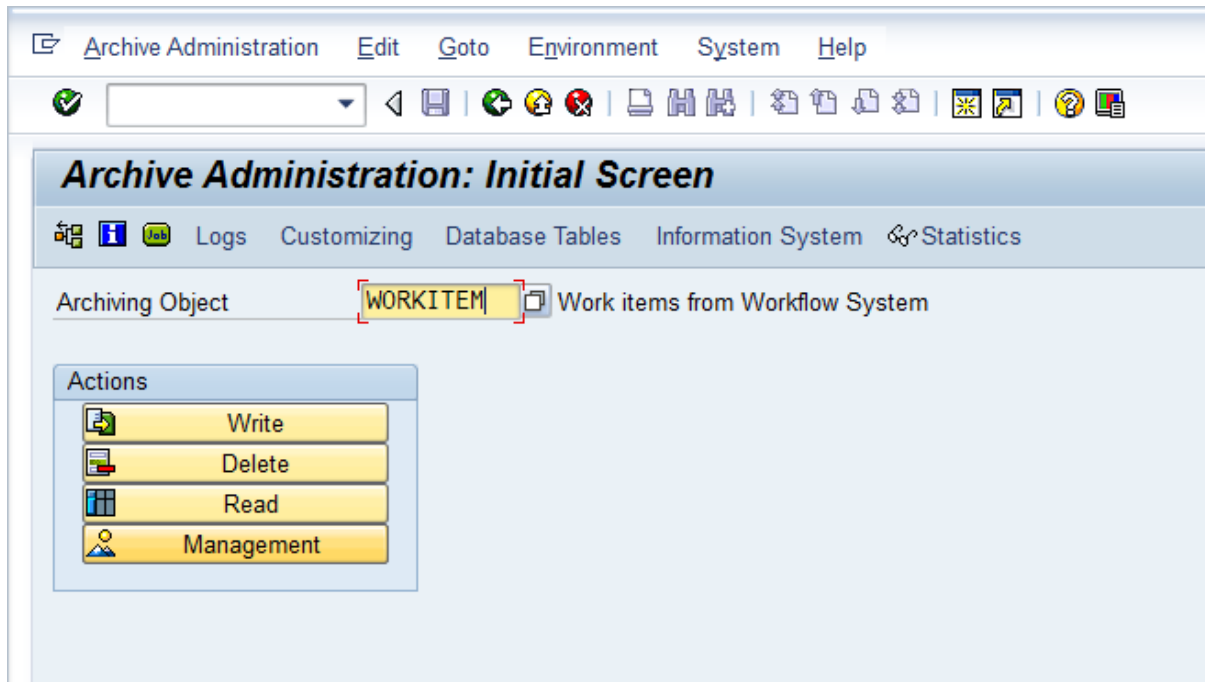 Archive Administration Edit Goto Environment System Help
Archive Administration: Initial Screen
Job Logs Customizing Database Tables Information System Statistics
Archiving Object WORKITEM Work items from Workflow System
Actions
Write
Delete
Read
Management